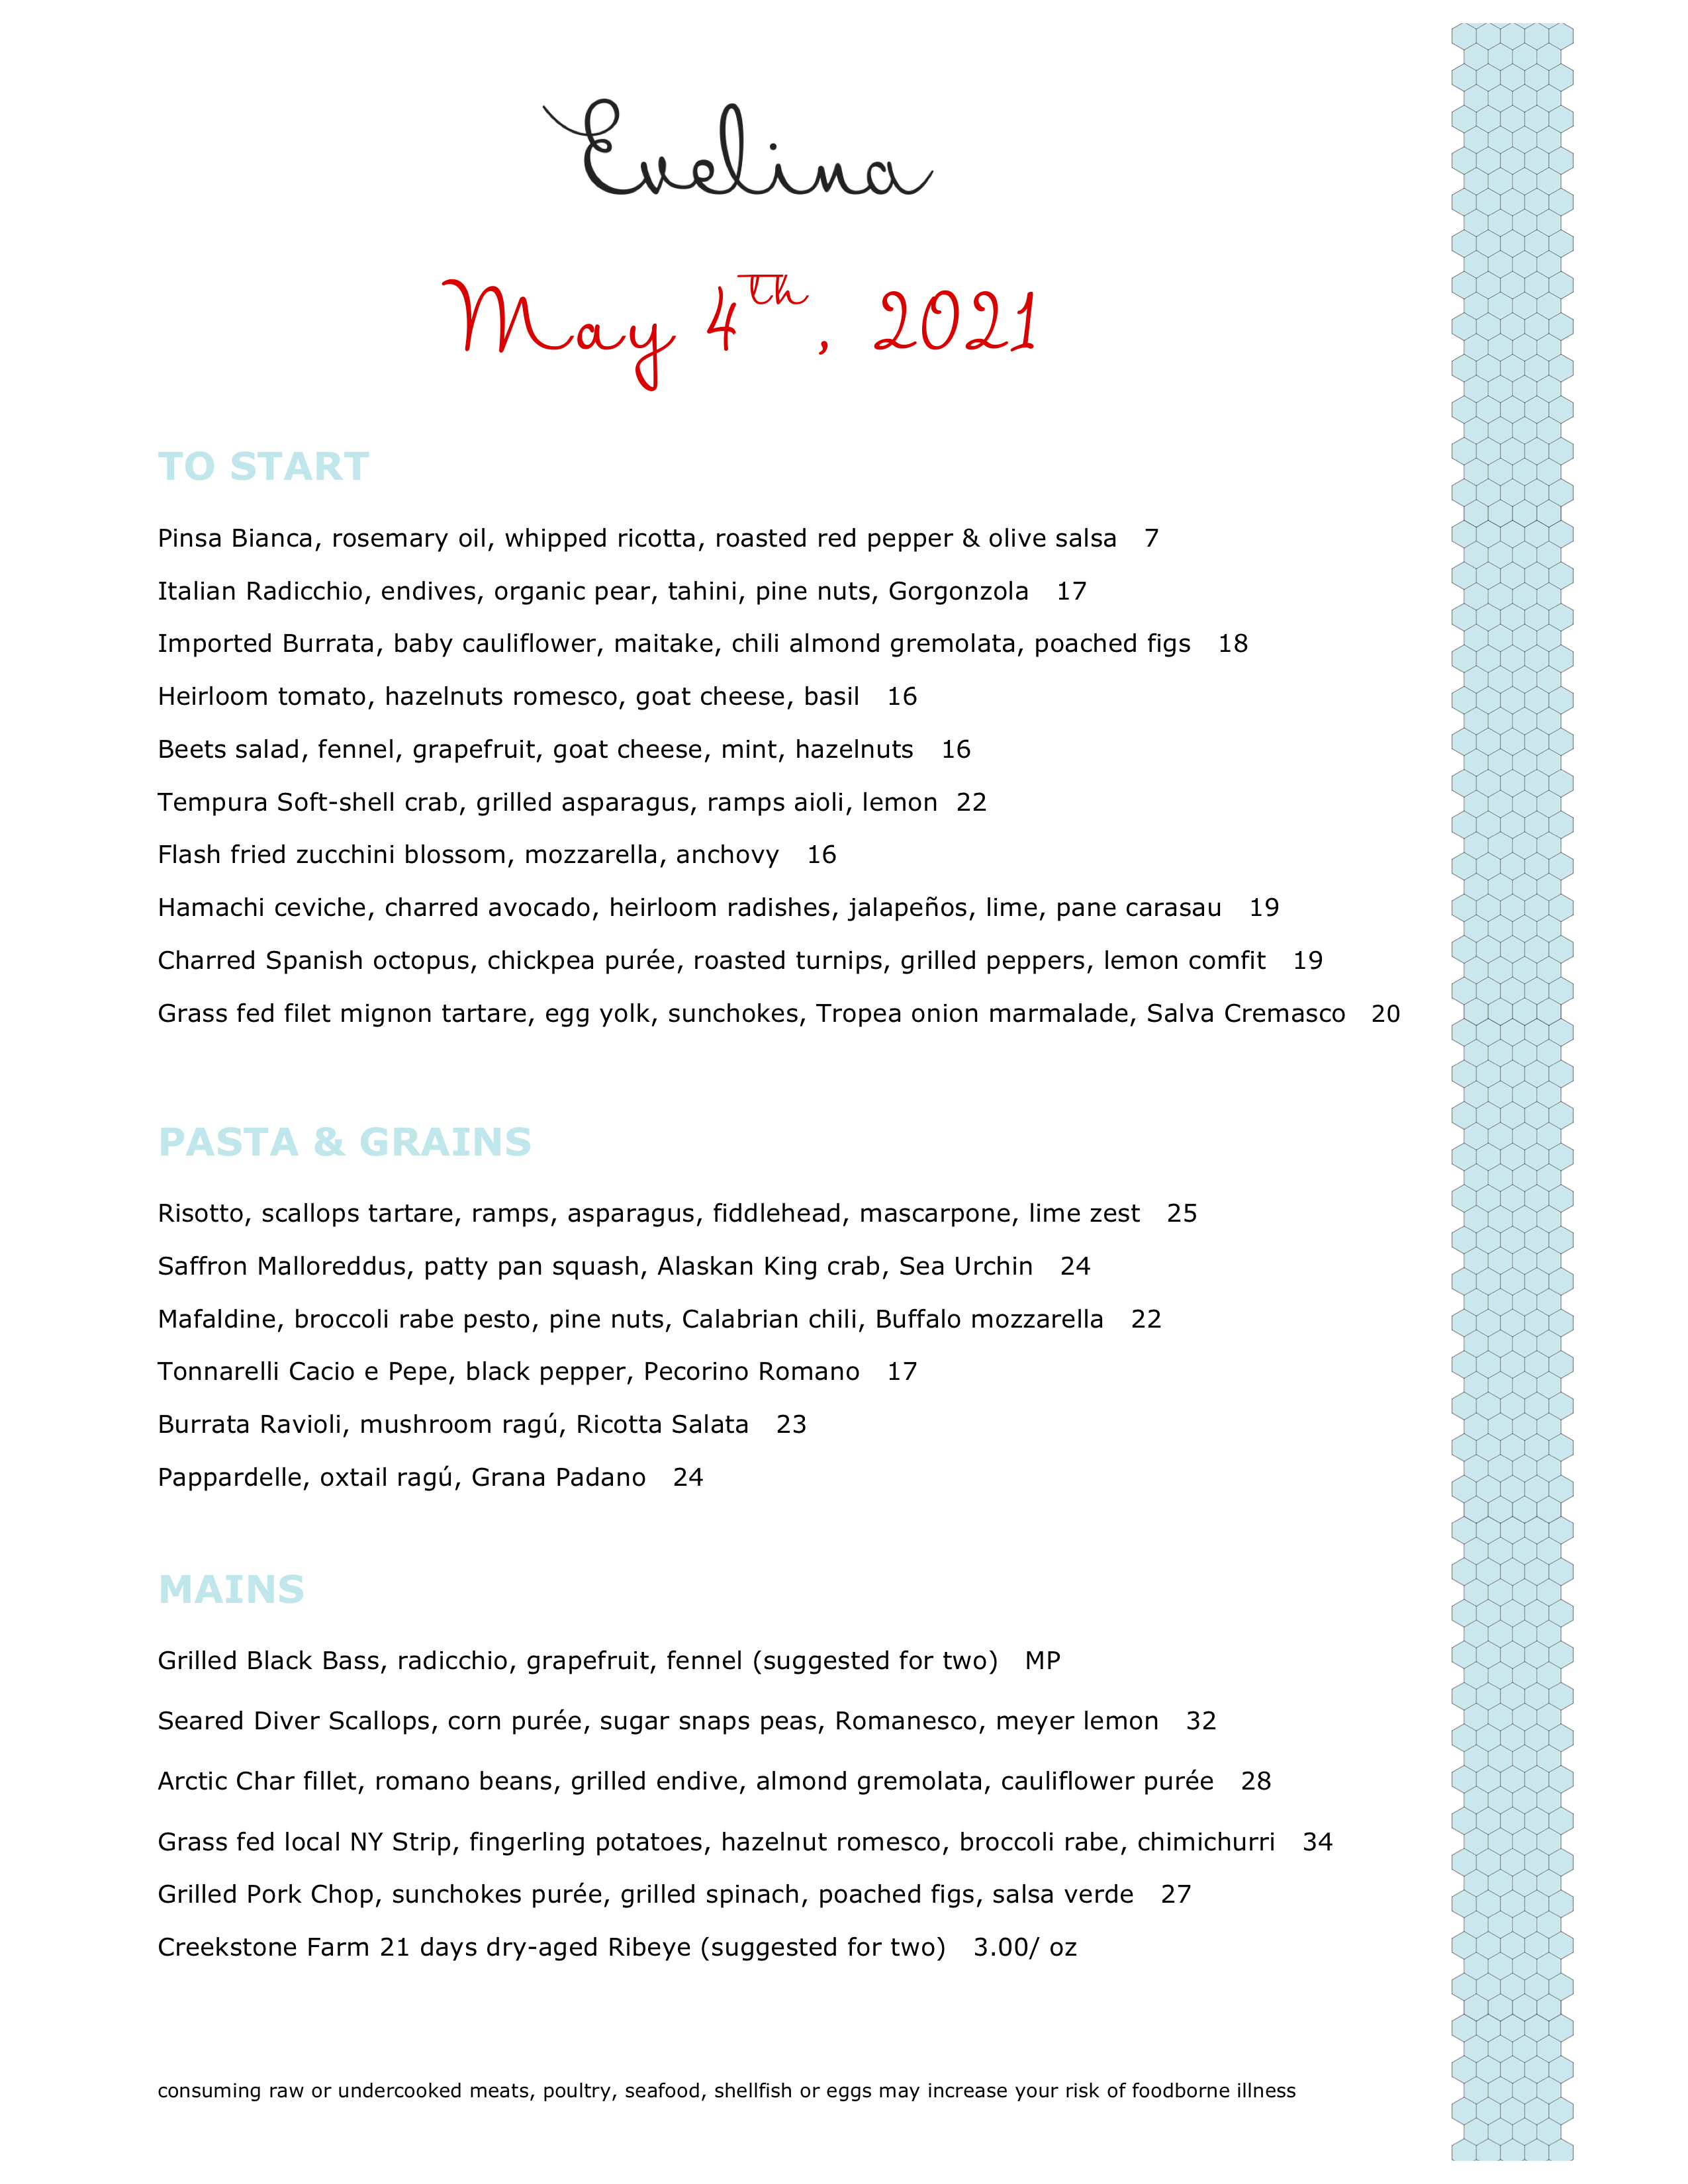 Evelina
May 4th, 2021
TO START
Pinsa Bianca, rosemary oil, whipped ricotta, roasted red pepper & olive salsa 7
Italian Radicchio, endives, organic pear, tahini, pine nuts, Gorgonzola 17
Imported Burrata, baby cauliflower, maitake, chili almond gremolata, poached figs 18
Heirloom tomato, hazelnuts romesco, goat cheese, basil 16
Beets salad, fennel, grapefruit, goat cheese, mint, hazelnuts 16
Tempura Soft-shell crab, grilled asparagus, ramps aioli, lemon 22
Flash fried zucchini blossom, mozzarella, anchovy 16
Hamachi ceviche, charred avocado, heirloom radishes, jalapeños, lime, pane carasau 19
Charred Spanish octopus, chickpea purée, roasted turnips, grilled peppers, lemon comfit 19
Grass fed filet mignon tartare, egg yolk, sunchokes, Tropea onion marmalade, Salva Cremasco 20
PASTA & GRAINS
Risotto, scallops tartare, ramps, asparagus, fiddlehead, mascarpone, lime zest 25
Saffron Malloreddus, patty pan squash, Alaskan King crab, Sea Urchin 24
Mafaldine, broccoli rabe pesto, pine nuts, Calabrian chili, Buffalo mozzarella 22
Tonnarelli Cacio e Pepe, black pepper, Pecorino Romano 17
Burrata Ravioli, mushroom ragú, Ricotta Salata 23
Pappardelle, oxtail ragú, Grana Padano 24
MAINS
Grilled Black Bass, radicchio, grapefruit, fennel (suggested for two) MP
Seared Diver Scallops, corn purée, sugar snaps peas, Romanesco, meyer lemon 32
Arctic Char fillet, romano beans, grilled endive, almond gremolata, cauliflower purée 28
Grass fed local NY Strip, fingerling potatoes, hazelnut romesco, broccoli rabe, chimichurri 34
Grilled Pork Chop, sunchokes purée, grilled spinach, poached figs, salsa verde 27
Creekstone Farm 21 days dry-aged Ribeye (suggested for two) 3.00/ oz
consuming raw or undercooked meats, poultry, seafood, shellfish or eggs may increase your risk of foodborne illness